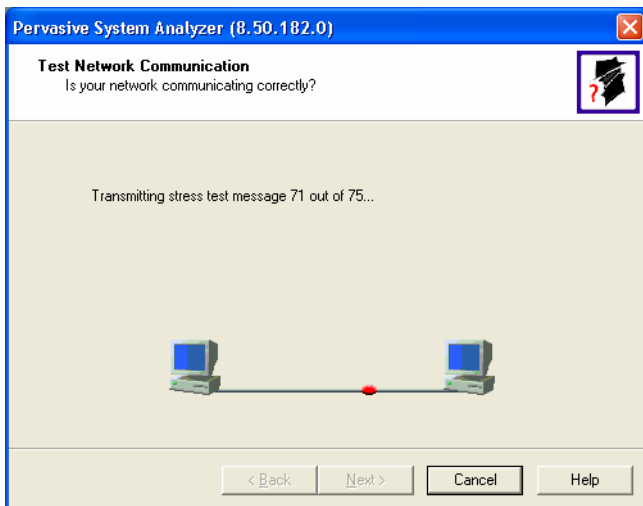 Pervasive System Analyzer (8.50.182.0)
Test Network Communication
Is your network communicating correctly?
?
Transmitting stress test message 71 out of 75...
< Back Next > Cancel Help